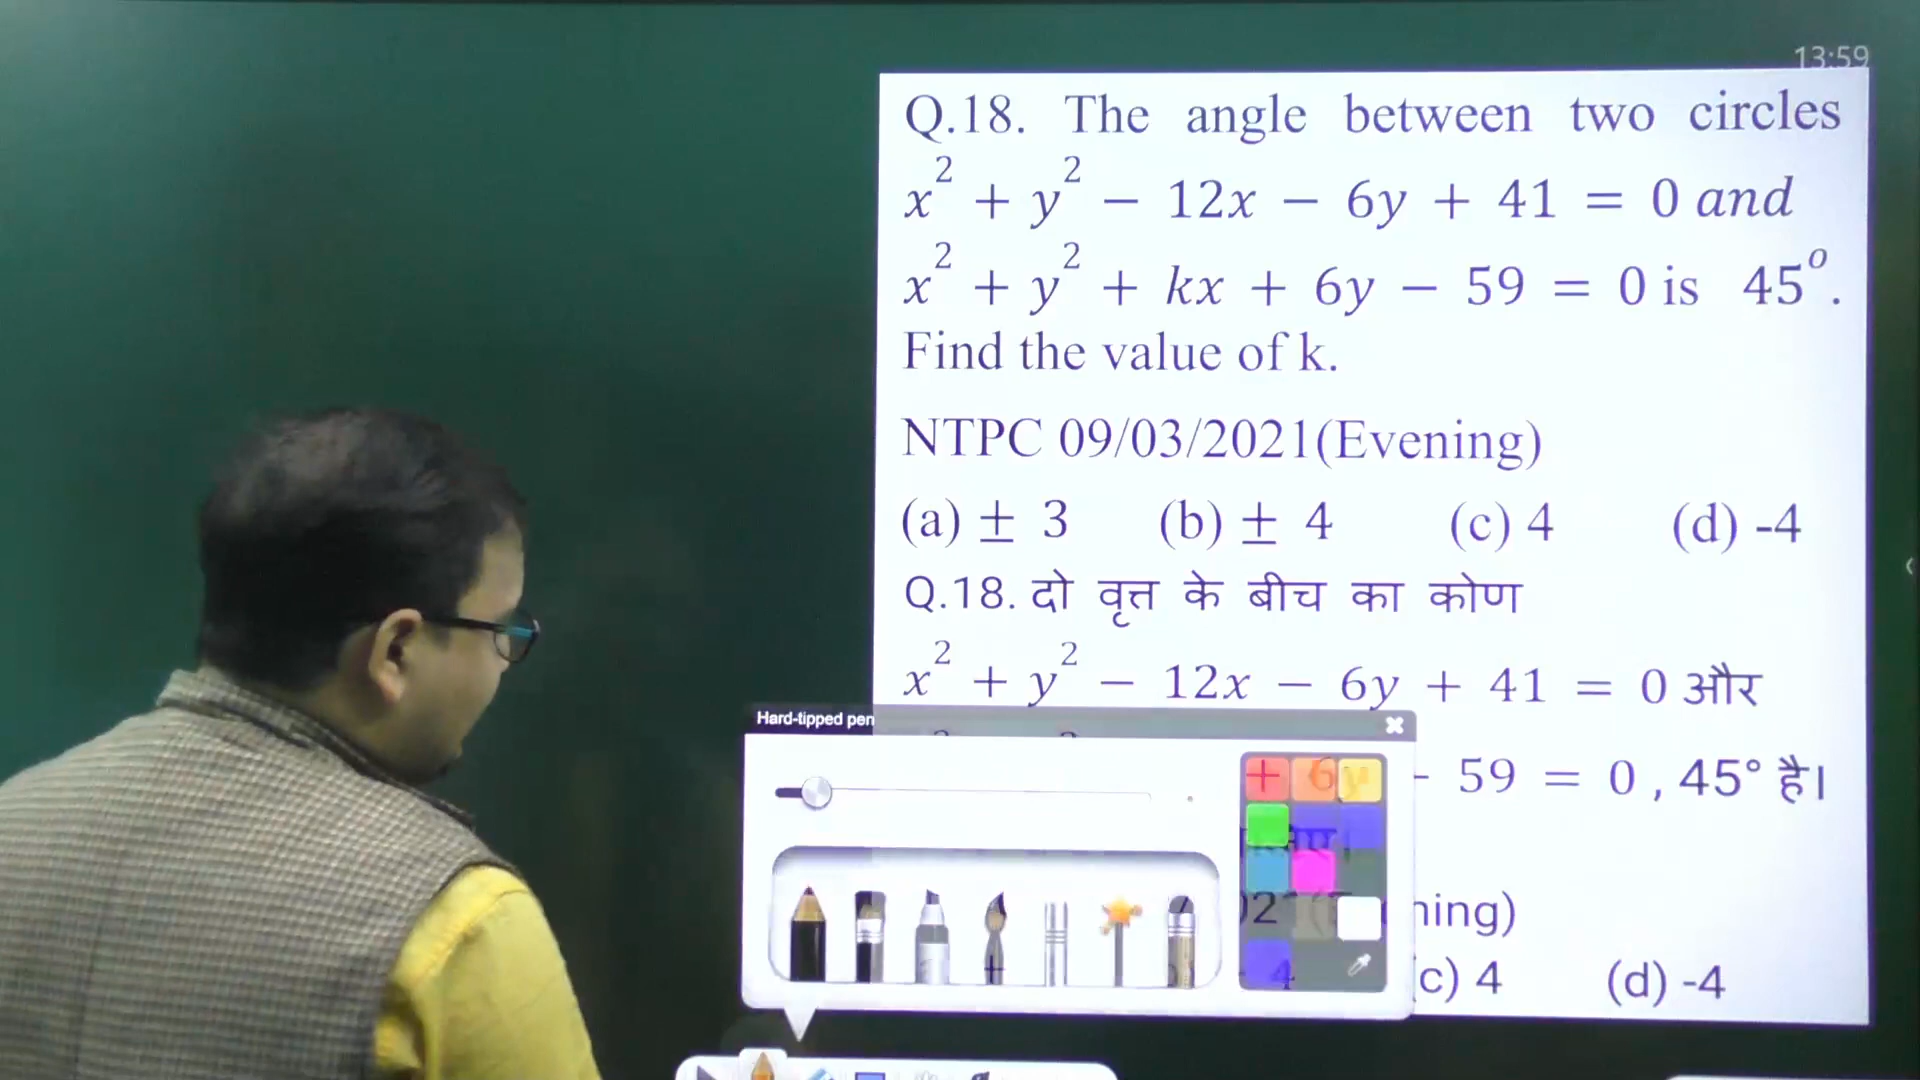 13:59
Q.18. The angle between two circles
x² + y² − 12x − 6y + 41 = 0 and
x² + y² + kx + 6y − 59 = 0 is 45°.
Find the value of k.
NTPC 09/03/2021(Evening)
(a) ± 3 (b) ± 4 (c) 4 (d) -4
Q.18. दो वृत्त के बीच का कोण
x² + y² − 12x − 6y + 41 = 0 और
Hard-tipped pen
+ 6y - 59 = 0 , 45° है।
ning)
4 (c) 4 (d) -4